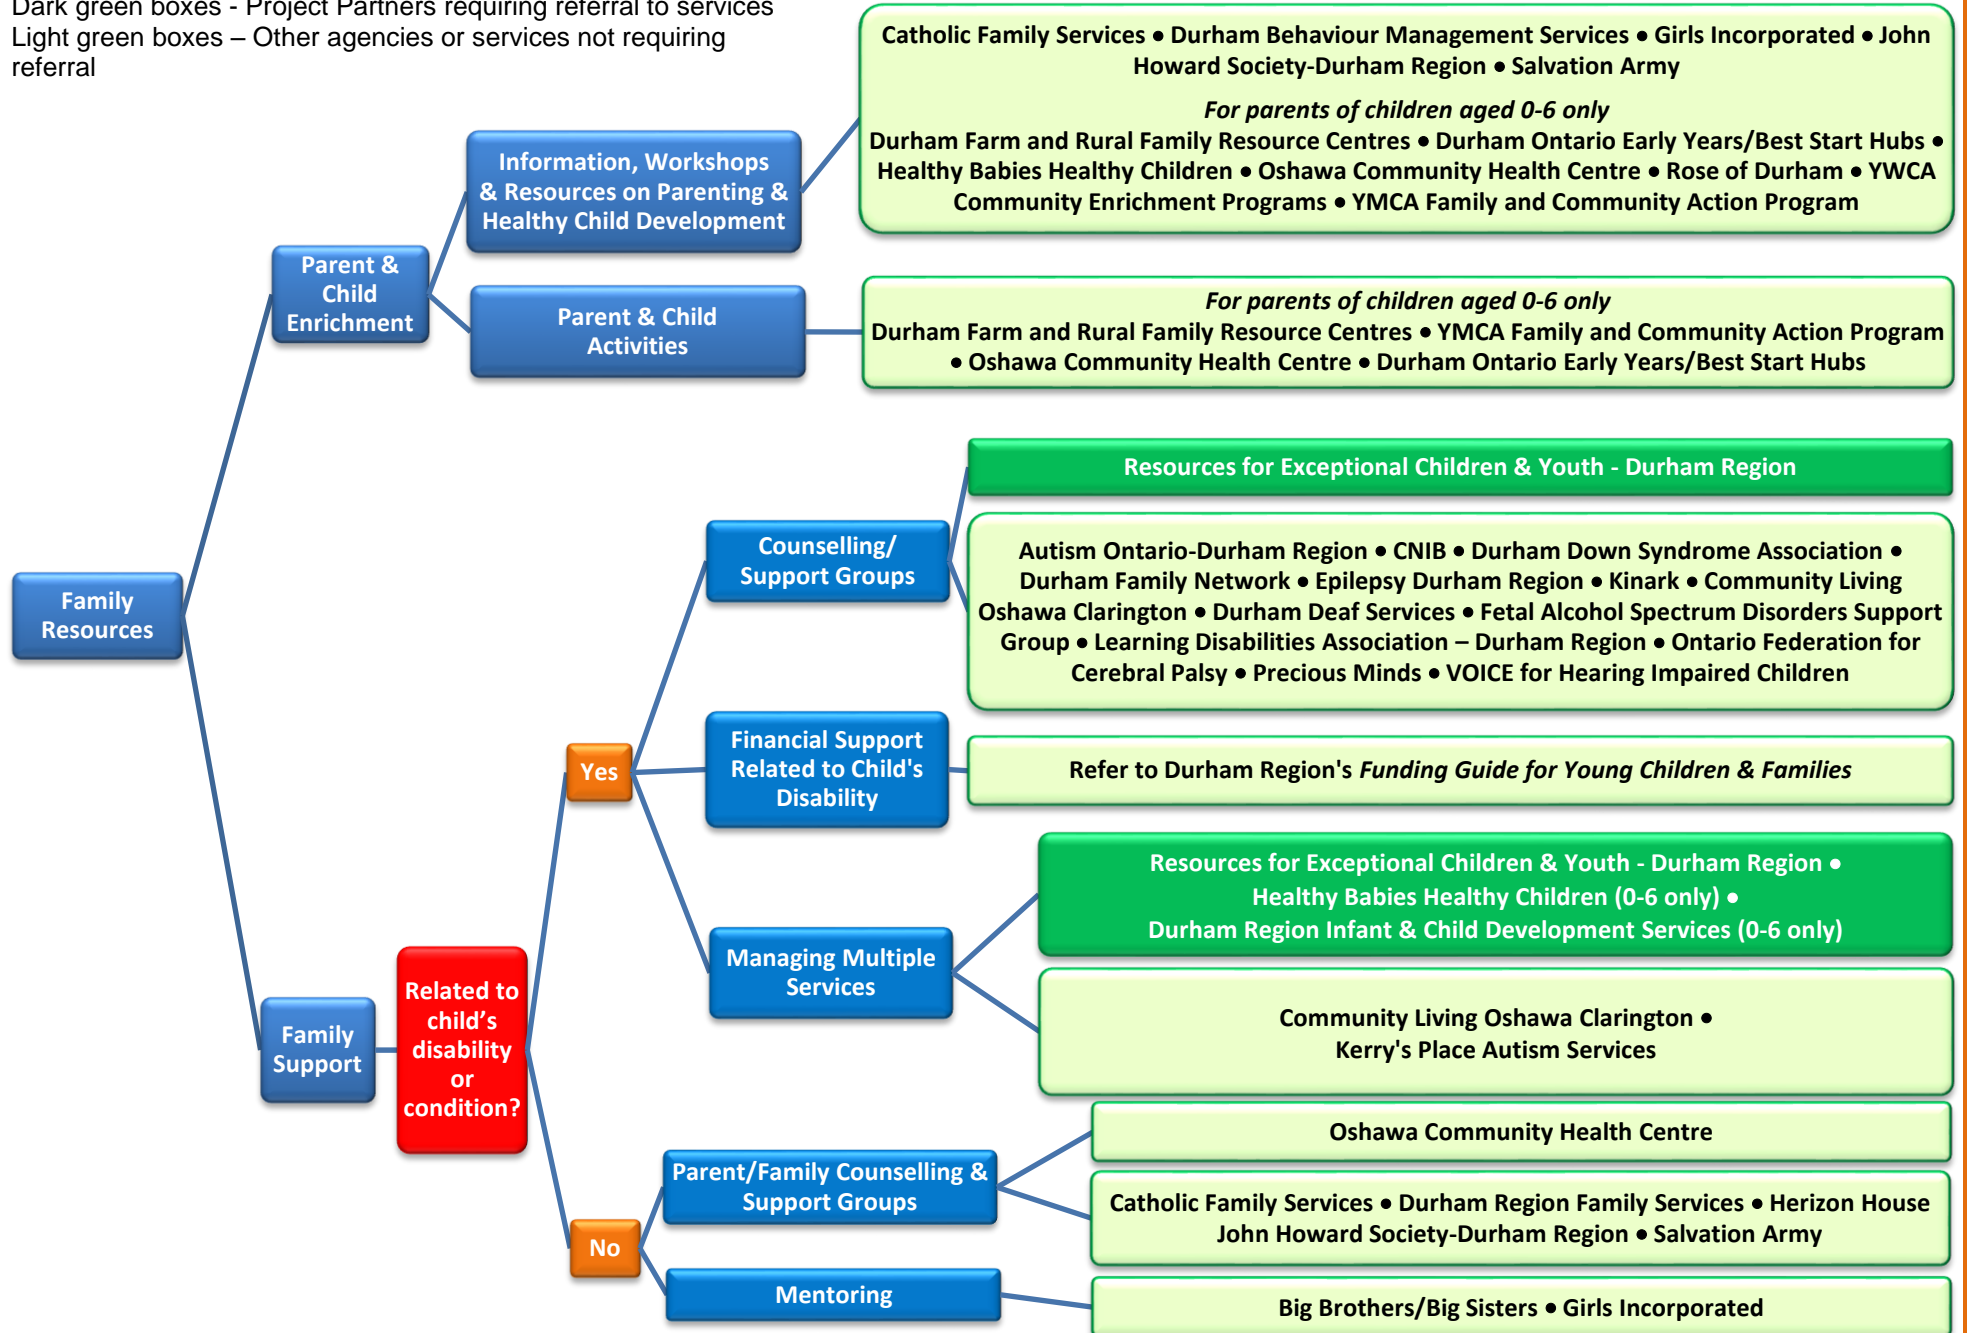 Dark green boxes - Project Partners requiring referral to services
Light green boxes – Other agencies or services not requiring
referral
Catholic Family Services • Durham Behaviour Management Services • Girls Incorporated • John
Howard Society-Durham Region • Salvation Army
For parents of children aged 0-6 only
Durham Farm and Rural Family Resource Centres • Durham Ontario Early Years/Best Start Hubs •
Healthy Babies Healthy Children • Oshawa Community Health Centre • Rose of Durham • YWCA
Community Enrichment Programs • YMCA Family and Community Action Program
Information, Workshops
& Resources on Parenting &
Healthy Child Development
Parent &
Child
Enrichment
Parent & Child
Activities
For parents of children aged 0-6 only
Durham Farm and Rural Family Resource Centres • YMCA Family and Community Action Program
• Oshawa Community Health Centre • Durham Ontario Early Years/Best Start Hubs
Resources for Exceptional Children & Youth - Durham Region
Counselling/
Support Groups
Autism Ontario-Durham Region • CNIB • Durham Down Syndrome Association •
Durham Family Network • Epilepsy Durham Region • Kinark • Community Living
Oshawa Clarington • Durham Deaf Services • Fetal Alcohol Spectrum Disorders Support
Group • Learning Disabilities Association – Durham Region • Ontario Federation for
Cerebral Palsy • Precious Minds • VOICE for Hearing Impaired Children
Family
Resources
Yes
Financial Support
Related to Child's
Disability
Refer to Durham Region's Funding Guide for Young Children & Families
Resources for Exceptional Children & Youth - Durham Region •
Healthy Babies Healthy Children (0-6 only) •
Durham Region Infant & Child Development Services (0-6 only)
Managing Multiple
Services
Community Living Oshawa Clarington •
Kerry's Place Autism Services
Family
Support
Related to
child’s
disability
or
condition?
Oshawa Community Health Centre
Parent/Family Counselling &
Support Groups
Catholic Family Services • Durham Region Family Services • Herizon House
John Howard Society-Durham Region • Salvation Army
No
Mentoring
Big Brothers/Big Sisters • Girls Incorporated